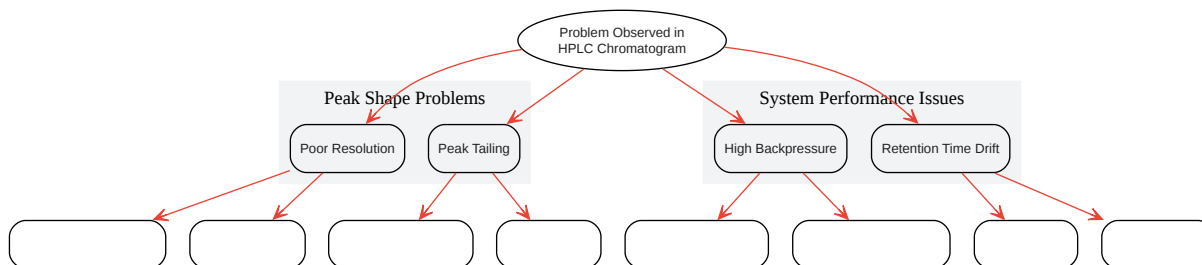 Problem Observed in
HPLC Chromatogram
Peak Shape Problems
System Performance Issues
Poor Resolution
Peak Tailing
High Backpressure
Retention Time Drift